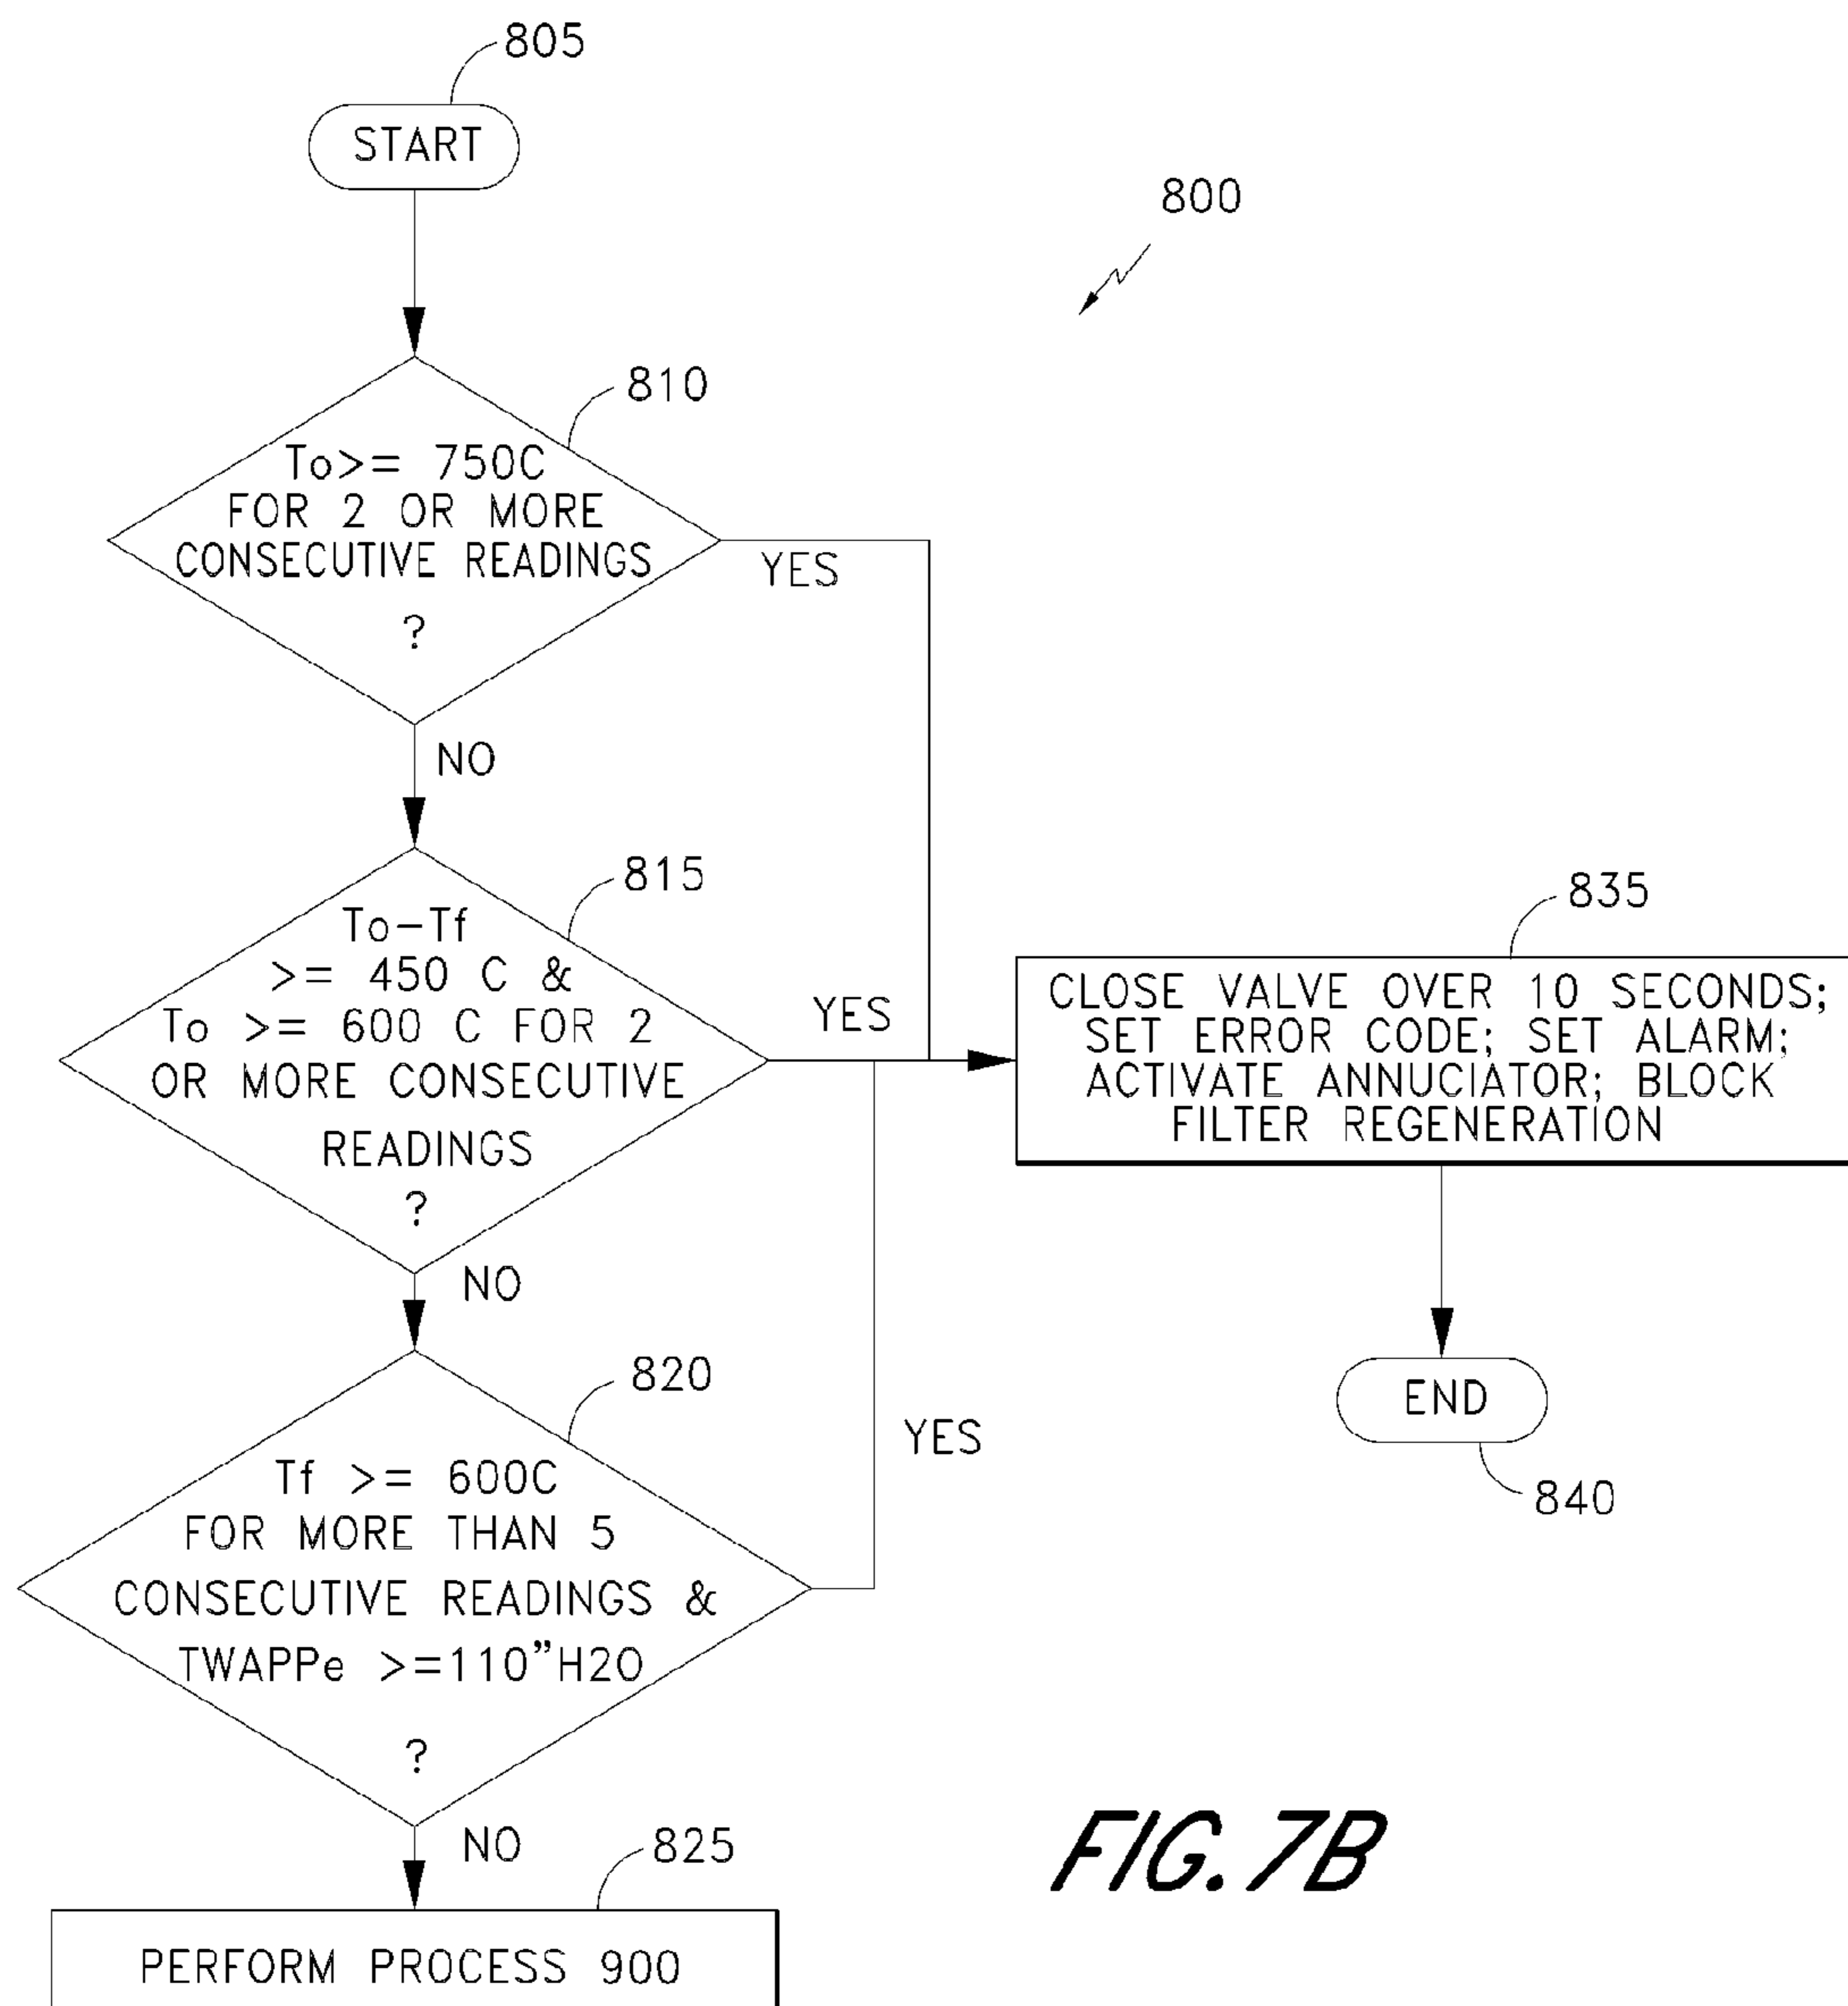 805
START
800
810
To>= 750C
FOR 2 OR MORE
CONSECUTIVE READINGS
?
YES
NO
815
To-Tf
>= 450 C &
To >= 600 C FOR 2
OR MORE CONSECUTIVE
READINGS
?
YES
835
CLOSE VALVE OVER 10 SECONDS;
SET ERROR CODE; SET ALARM;
ACTIVATE ANNUCIATOR; BLOCK
FILTER REGENERATION
NO
820
Tf >= 600C
FOR MORE THAN 5
CONSECUTIVE READINGS &
TWAPPe >=110"H2O
?
YES
END
840
NO
825
PERFORM PROCESS 900
FIG. 7B